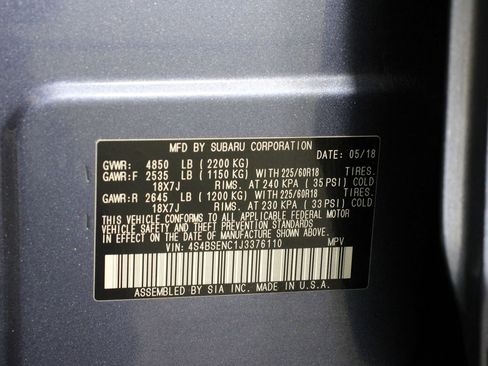 MFD BY SUBARU CORPORATION
DATE: 05/18
GVWR: 4850 LB (2200 KG)
GAWR:F 2535 LB (1150 KG) WITH 225/60R18 TIRES.
18X7J RIMS. AT 240 KPA (35 PSI) COLD
GAWR:R 2645 LB (1200 KG) WITH 225/60R18 TIRES.
18X7J RIMS. AT 230 KPA (33 PSI) COLD
THIS VEHICLE CONFORMS TO ALL APPLICABLE FEDERAL MOTOR
VEHICLE SAFETY AND THEFT PREVENTION STANDARDS
IN EFFECT ON THE DATE OF MANUFACTURE SHOWN ABOVE.
VIN: 4S4BSENC1J3376110 MPV
ASSEMBLED BY SIA INC. MADE IN U.S.A.